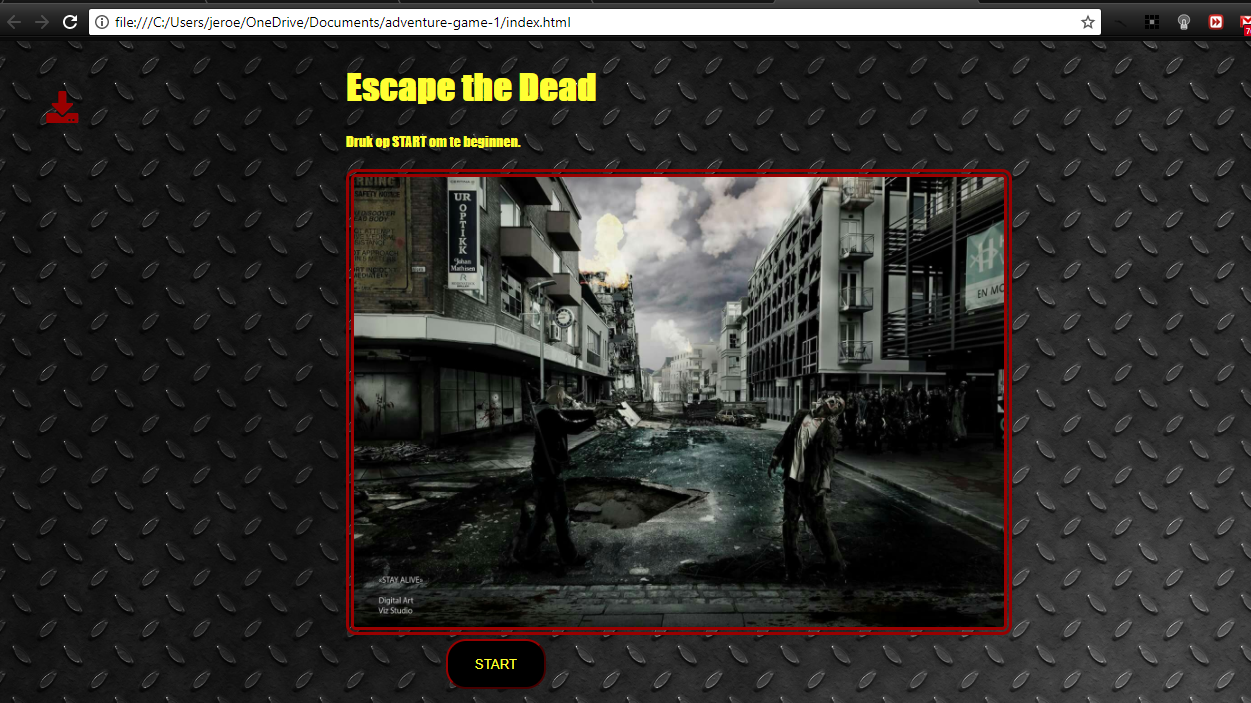 file:///C:/Users/jeroe/OneDrive/Documents/adventure-game-1/index.html
Escape the Dead
Druk op START om te beginnen.
SAFETY
UR
OPTIKK
Johan
Mathisen
H
EN MO
«STAY ALIVE»
Digital Art
Viz Studio
START